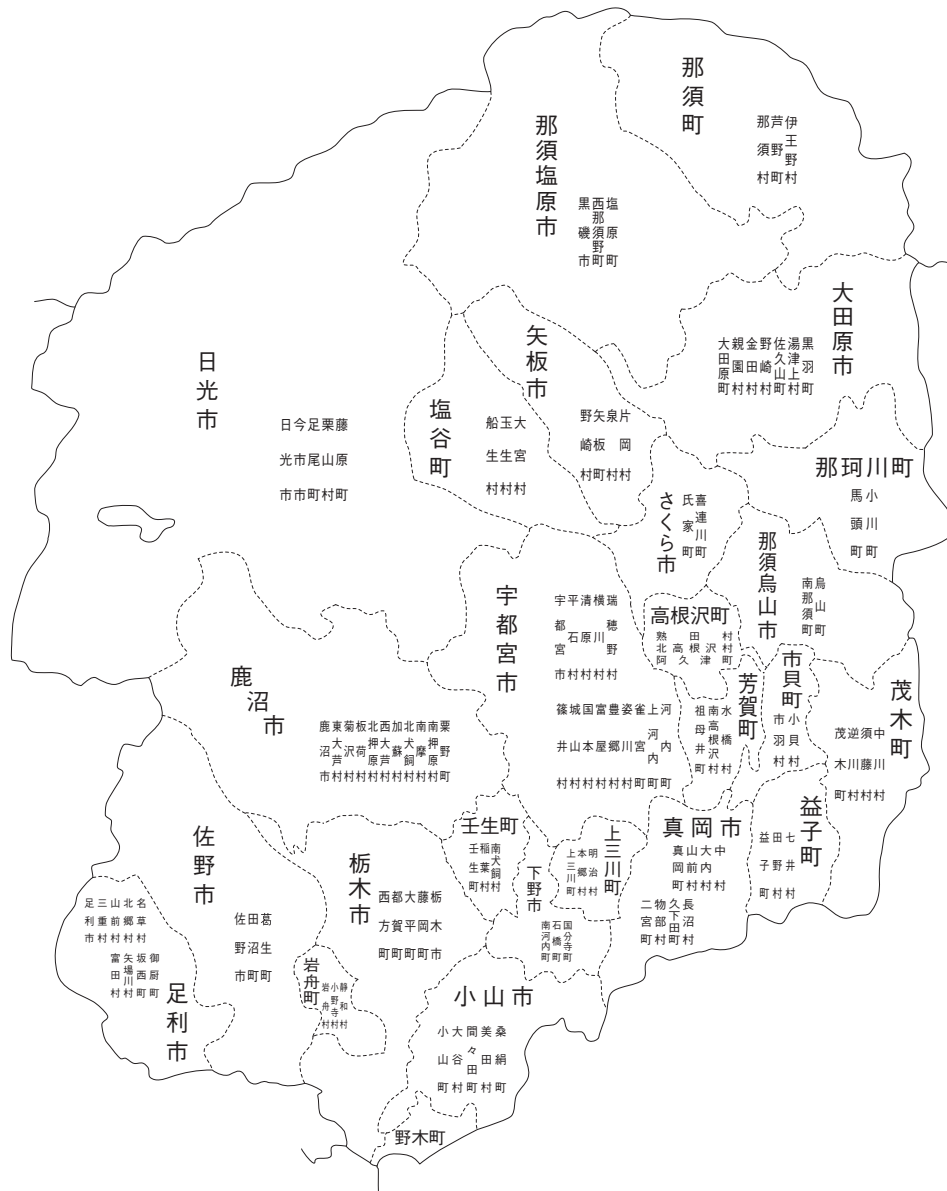 那須町
那須村
芦野町
伊王野村
那須塩原市
黒磯市
西那須野町
塩原町
大田原市
大田原町
親園村
金田村
野崎村
佐久山町
湯津上村
黒羽町
矢板市
野崎村
矢板町
泉村
片岡村
日光市
日光市
今市市
足尾町
栗山村
藤原町
塩谷町
船生村
玉生村
大宮村
那珂川町
馬頭町
小川町
さくら市
氏家町
喜連川町
那須烏山市
南那須町
烏山町
宇都宮市
宇都宮市
平石村
清原村
横川村
瑞穂野村
篠井村
城山村
国本村
富屋村
豊郷村
姿川村
雀宮町
上河内町
河内町
高根沢町
熟田村
北高根沢村
阿久津町
市貝町
市羽村
小貝村
芳賀町
祖母井町
南高根沢村
水橋村
茂木町
茂木町
逆川村
須藤村
中川村
鹿沼市
鹿沼市
東大芦村
菊沢村
板荷村
北押原村
西大芦村
加蘇村
北犬飼村
南摩村
南押原村
粟野町
益子町
益子町
田野村
七井村
真岡市
真岡町
山前村
大内村
中村
二宮町
物部村
久下田町
長沼村
上三川町
上三川町
本郷村
明治村
壬生町
壬生町
稲葉村
南犬飼村
下野市
南河内町
石橋町
国分寺町
佐野市
佐野市
田沼町
葛生町
栃木市
西方町
都賀町
大平町
藤岡町
栃木市
岩舟町
岩舟村
小野寺村
静和村
足利市
足利市
三重村
山前村
北郷村
名草村
富田村
矢場川村
坂西町
御厨町
小山市
小山町
大谷村
間々田町
美田村
桑絹町
野木町